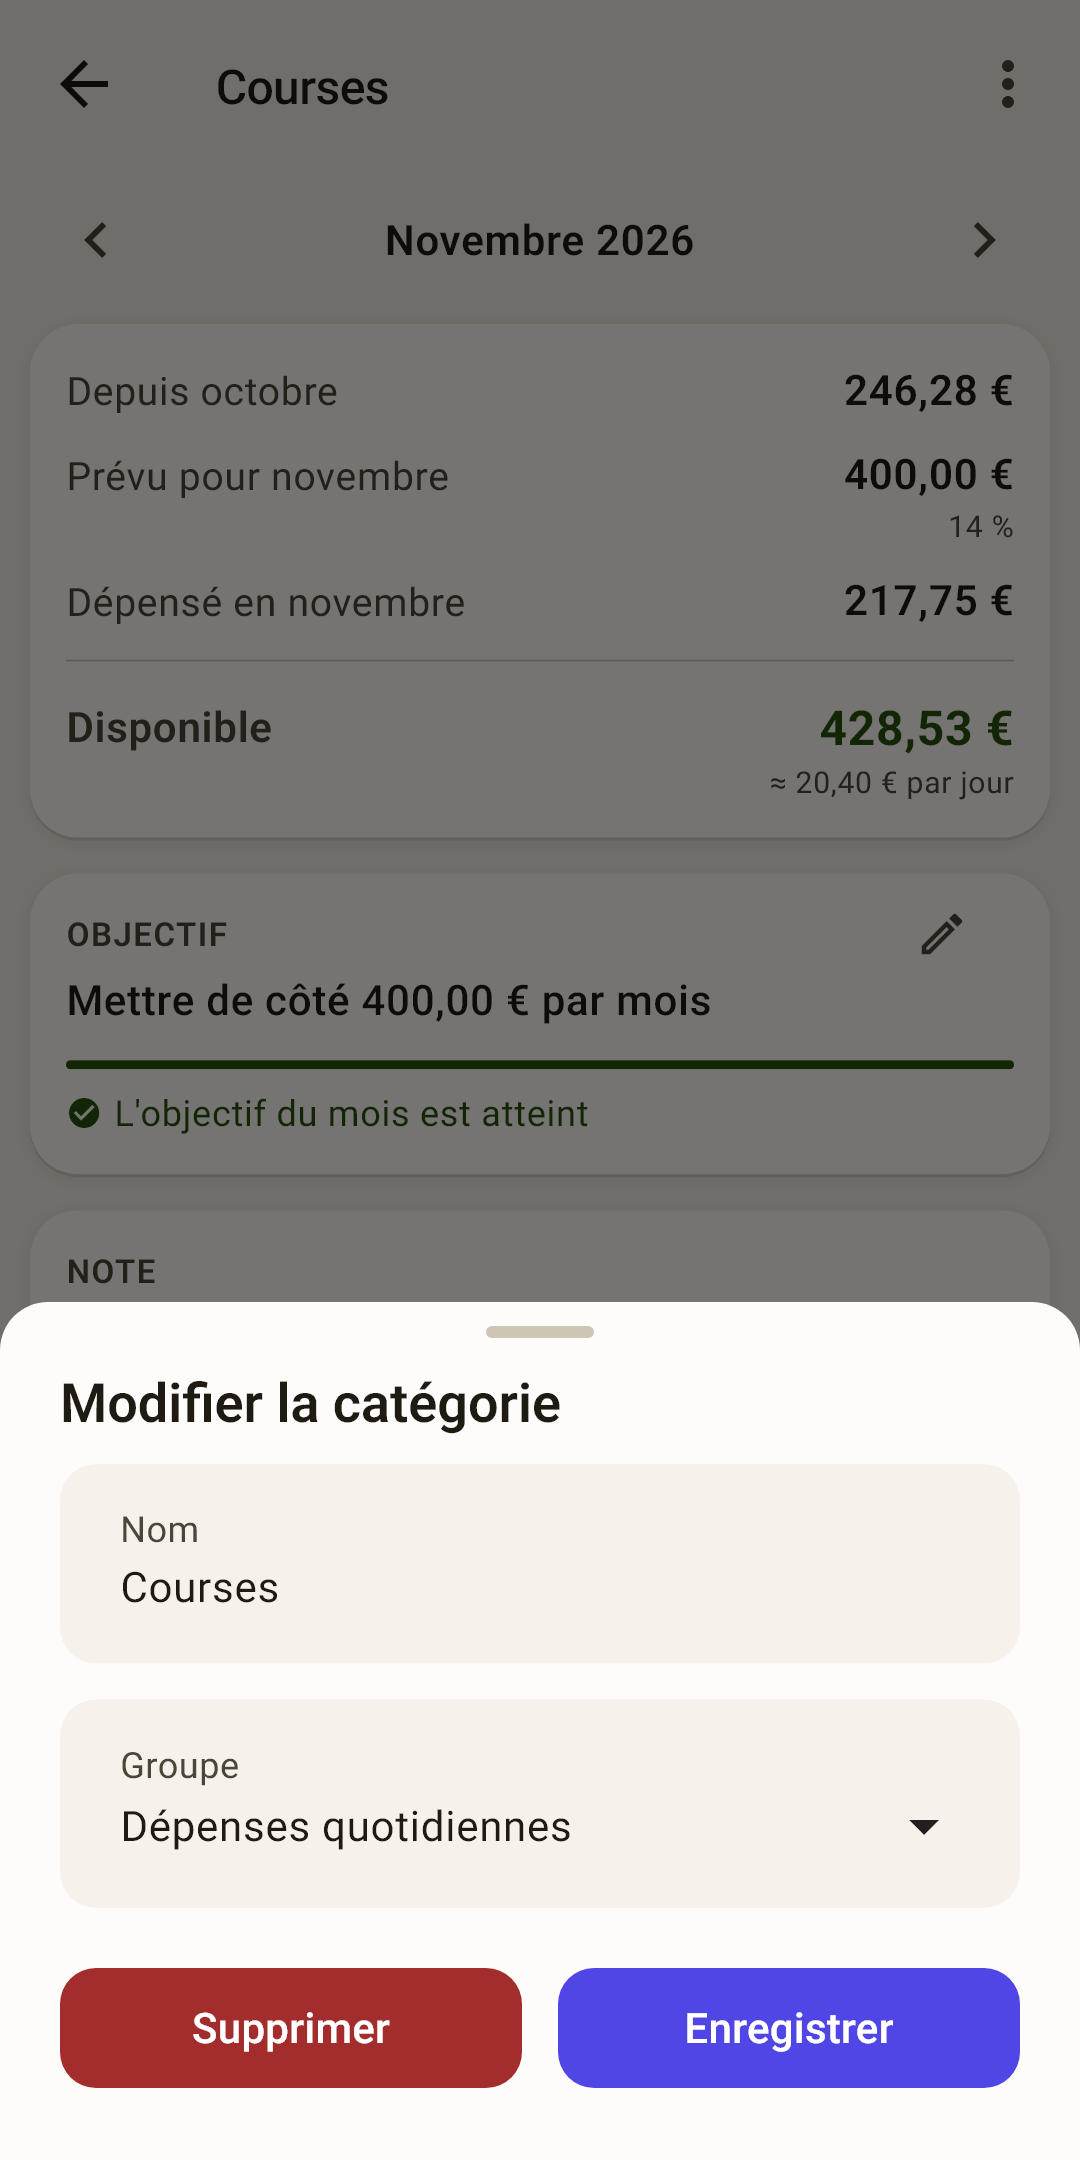 Courses
Novembre 2026
Depuis octobre 246,28 €
Prévu pour novembre 400,00 €
14 %
Dépensé en novembre 217,75 €
Disponible 428,53 €
≈ 20,40 € par jour
OBJECTIF
Mettre de côté 400,00 € par mois
L'objectif du mois est atteint
NOTE
Modifier la catégorie
Nom
Courses
Groupe
Dépenses quotidiennes
Supprimer Enregistrer